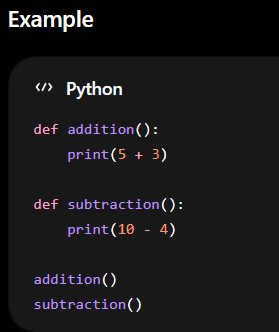 Example
</> Python
def addition():
    print(5 + 3)

def subtraction():
    print(10 - 4)

addition()
subtraction()